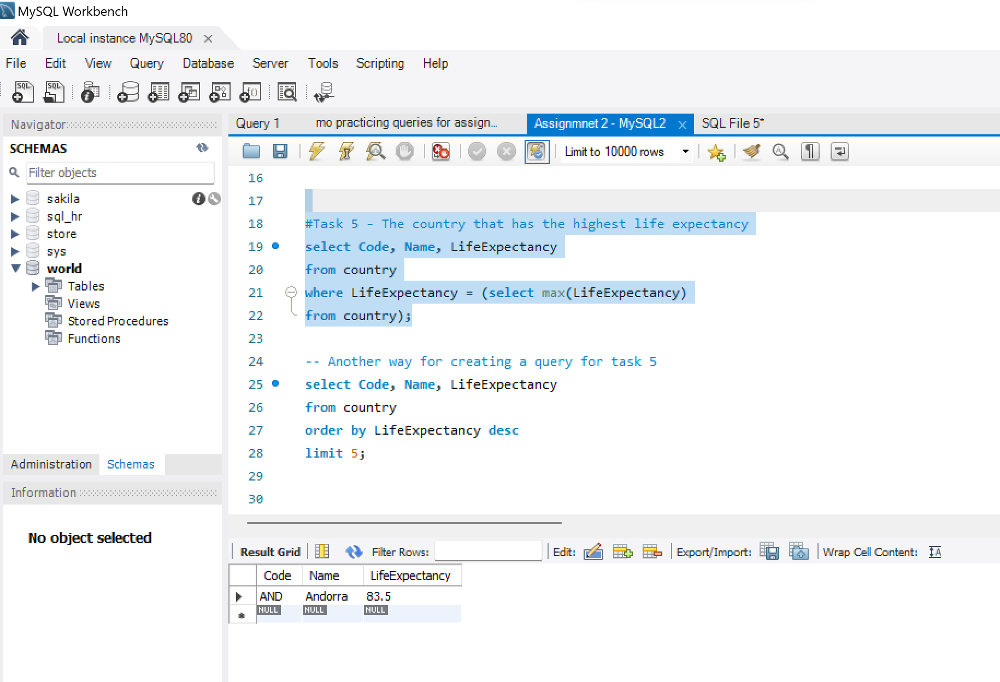 MySQL Workbench
Local instance MySQL80
File Edit View Query Database Server Tools Scripting Help
Navigator
SCHEMAS
Filter objects
sakila
sql_hr
store
sys
world
Tables
Views
Stored Procedures
Functions
Administration Schemas
Information
No object selected
Query 1 mo practicing queries for assign... Assignmnet 2 - MySQL2 SQL File 5*
Limit to 10000 rows
16
17
18 #Task 5 - The country that has the highest life expectancy
19 select Code, Name, LifeExpectancy
20 from country
21 where LifeExpectancy = (select max(LifeExpectancy)
22 from country);
23
24 -- Another way for creating a query for task 5
25 select Code, Name, LifeExpectancy
26 from country
27 order by LifeExpectancy desc
28 limit 5;
29
30
Result Grid Filter Rows: Edit: Export/Import: Wrap Cell Content:
Code Name LifeExpectancy
AND Andorra 83.5
NULL NULL NULL